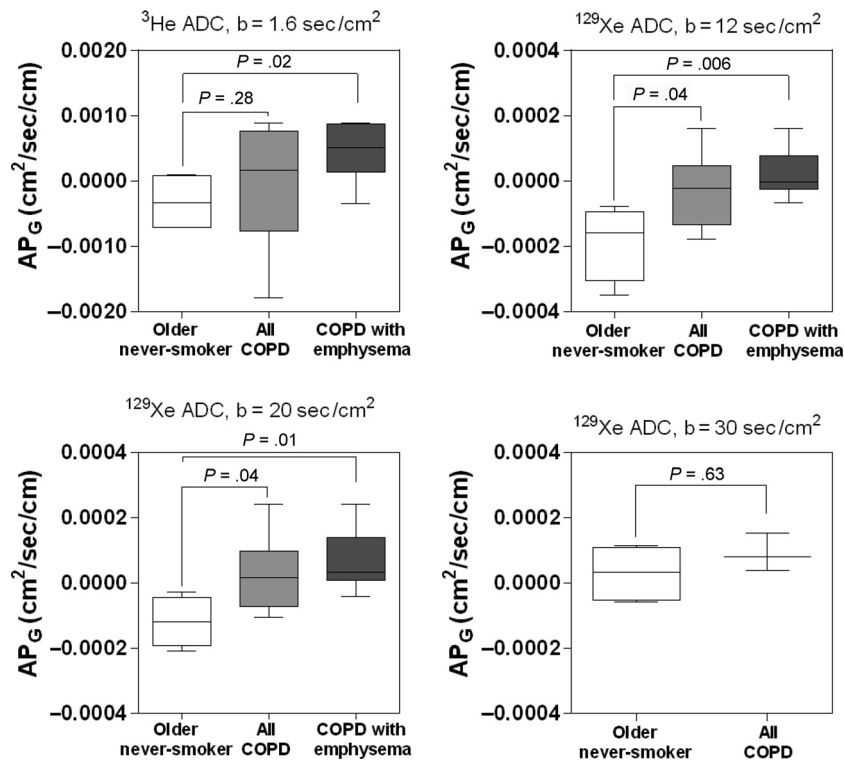 ³He ADC, b = 1.6 sec/cm²
AP_G (cm²/sec/cm)
0.0020
0.0010
0.0000
–0.0010
–0.0020
P = .02
P = .28
Older never-smoker
All COPD
COPD with emphysema
¹²⁹Xe ADC, b = 12 sec/cm²
AP_G (cm²/sec/cm)
0.0004
0.0002
0.0000
–0.0002
–0.0004
P = .006
P = .04
Older never-smoker
All COPD
COPD with emphysema
¹²⁹Xe ADC, b = 20 sec/cm²
AP_G (cm²/sec/cm)
0.0004
0.0002
0.0000
–0.0002
–0.0004
P = .01
P = .04
Older never-smoker
All COPD
COPD with emphysema
¹²⁹Xe ADC, b = 30 sec/cm²
AP_G (cm²/sec/cm)
0.0004
0.0002
0.0000
–0.0002
–0.0004
P = .63
Older never-smoker
All COPD